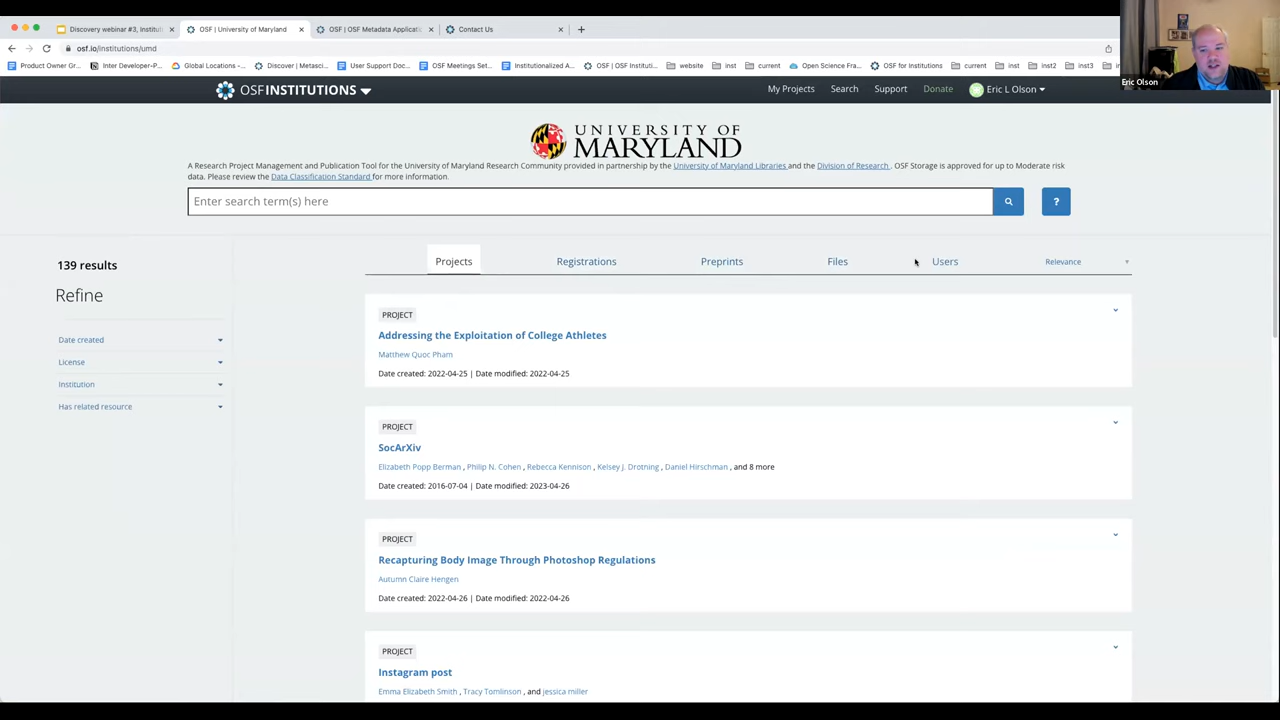 Discovery webinar #3, Instituti
OSF | University of Maryland
OSF | OSF Metadata Applicatio
Contact Us
osf.io/institutions/umd
Product Owner Gr...
Inter Developer-P...
Global Locations –...
Discover | Metasci...
User Support Doc...
OSF Meetings Set...
Institutionalized A...
OSF | OSF Instituti...
website
inst
current
Open Science Fra...
OSF for Institutions
current
inst
inst2
inst3
Eric Olson
OSFINSTITUTIONS
My Projects
Search
Support
Donate
Eric L Olson
UNIVERSITY OF
MARYLAND
A Research Project Management and Publication Tool for the University of Maryland Research Community provided in partnership by the University of Maryland Libraries and the Division of Research . OSF Storage is approved for up to Moderate risk
data. Please review the Data Classification Standard for more information.
Enter search term(s) here
?
139 results
Projects
Registrations
Preprints
Files
Users
Relevance
Refine
Date created
License
Institution
Has related resource
PROJECT
Addressing the Exploitation of College Athletes
Matthew Quoc Pham
Date created: 2022-04-25 | Date modified: 2022-04-25
PROJECT
SocArXiv
Elizabeth Popp Berman , Philip N. Cohen , Rebecca Kennison , Kelsey J. Drotning , Daniel Hirschman , and 8 more
Date created: 2016-07-04 | Date modified: 2023-04-26
PROJECT
Recapturing Body Image Through Photoshop Regulations
Autumn Claire Hengen
Date created: 2022-04-26 | Date modified: 2022-04-26
PROJECT
Instagram post
Emma Elizabeth Smith , Tracy Tomlinson , and jessica miller